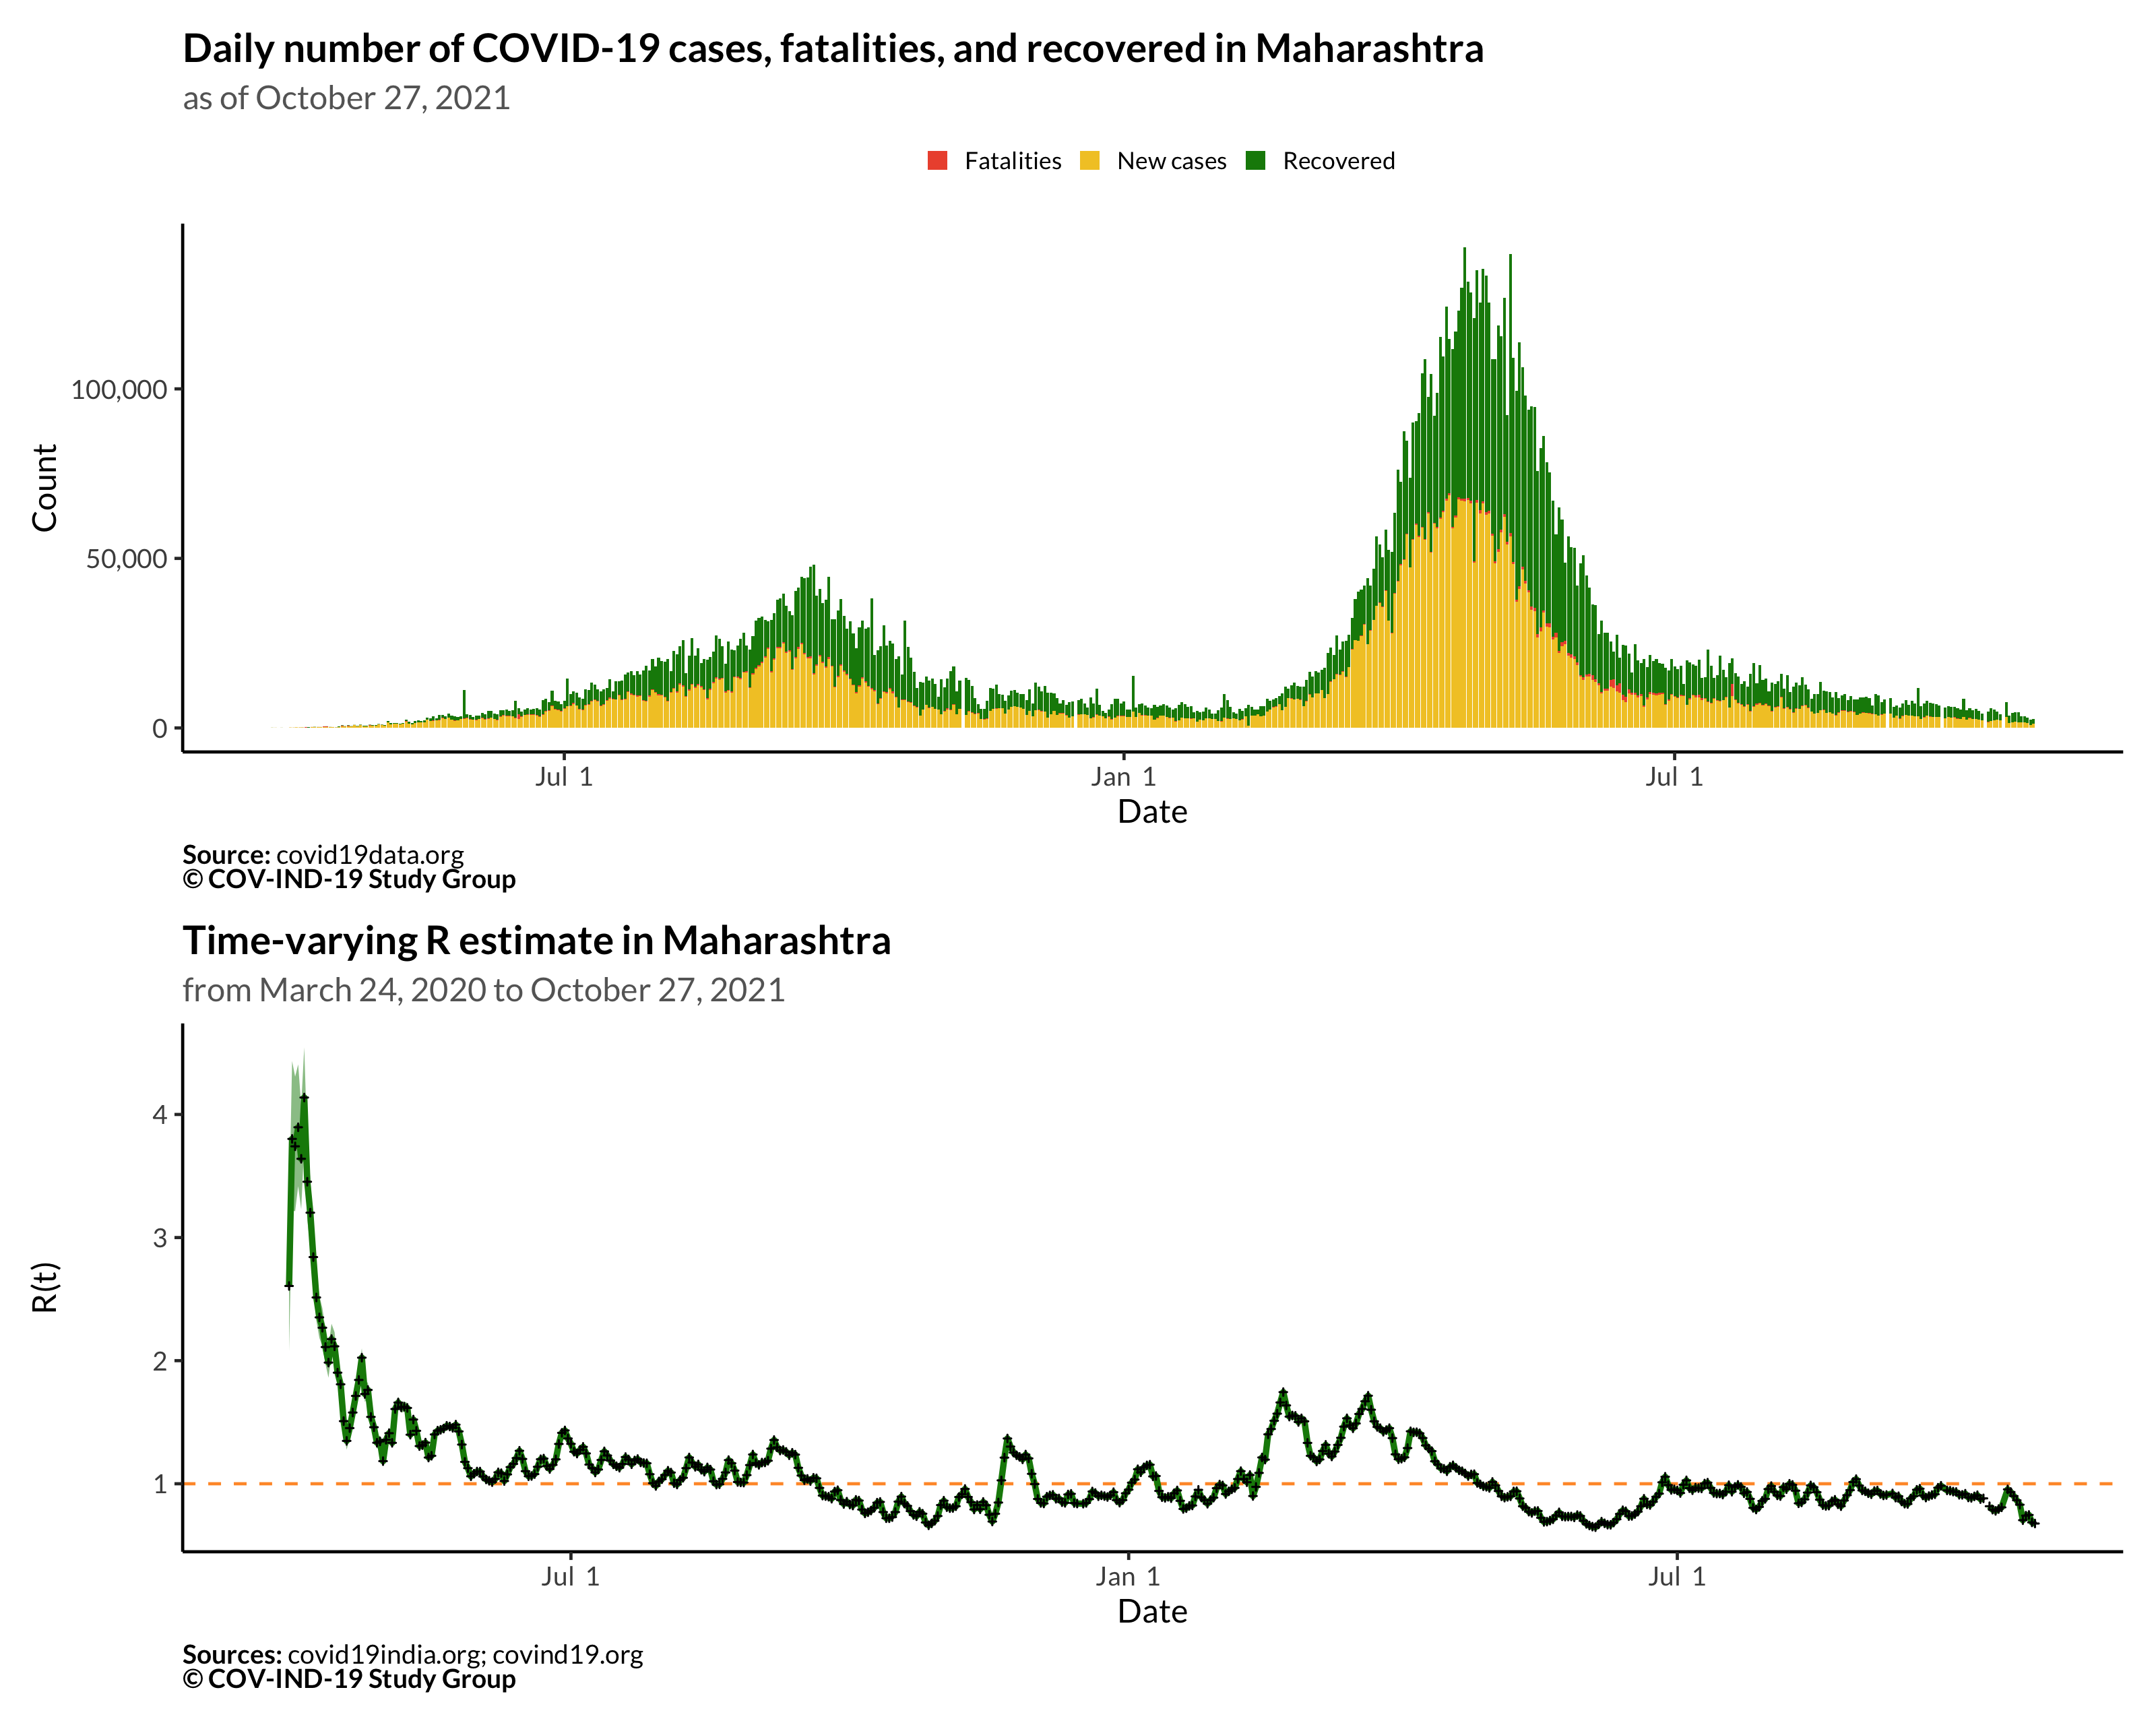 Daily number of COVID-19 cases, fatalities, and recovered in Maharashtra
as of October 27, 2021
Fatalities New cases Recovered
Count
100,000
50,000
0
Jul 1 Jan 1 Jul 1
Date
Source: covid19data.org
© COV-IND-19 Study Group
Time-varying R estimate in Maharashtra
from March 24, 2020 to October 27, 2021
R(t)
4
3
2
1
Jul 1 Jan 1 Jul 1
Date
Sources: covid19india.org; covind19.org
© COV-IND-19 Study Group